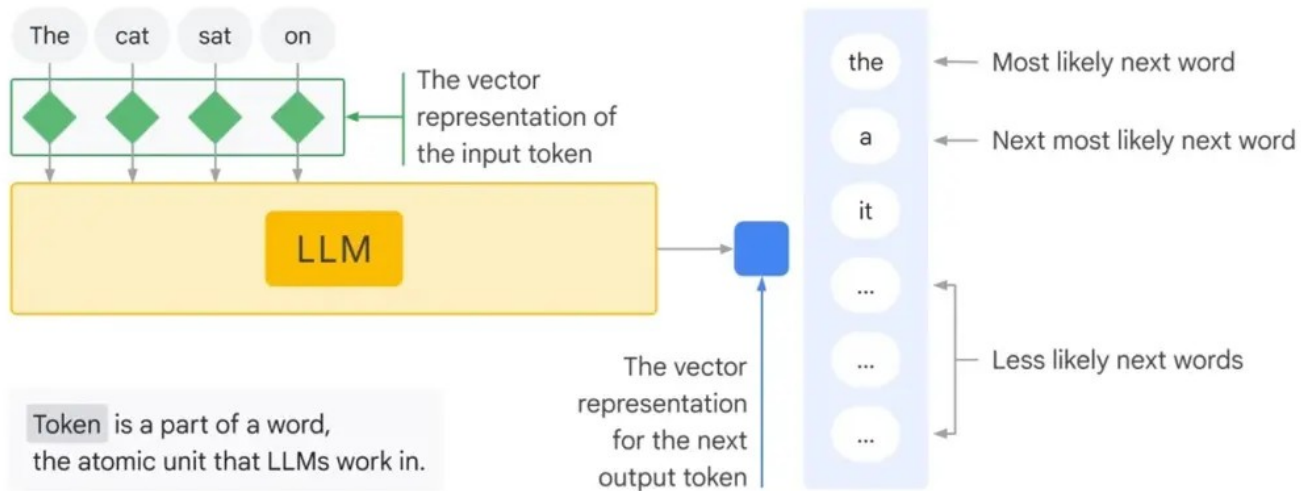 The
cat
sat
on
The vector
representation of
the input token
LLM
Token is a part of a word,
the atomic unit that LLMs work in.
The vector
representation
for the next
output token
the
a
it
...
...
...
Most likely next word
Next most likely next word
Less likely next words